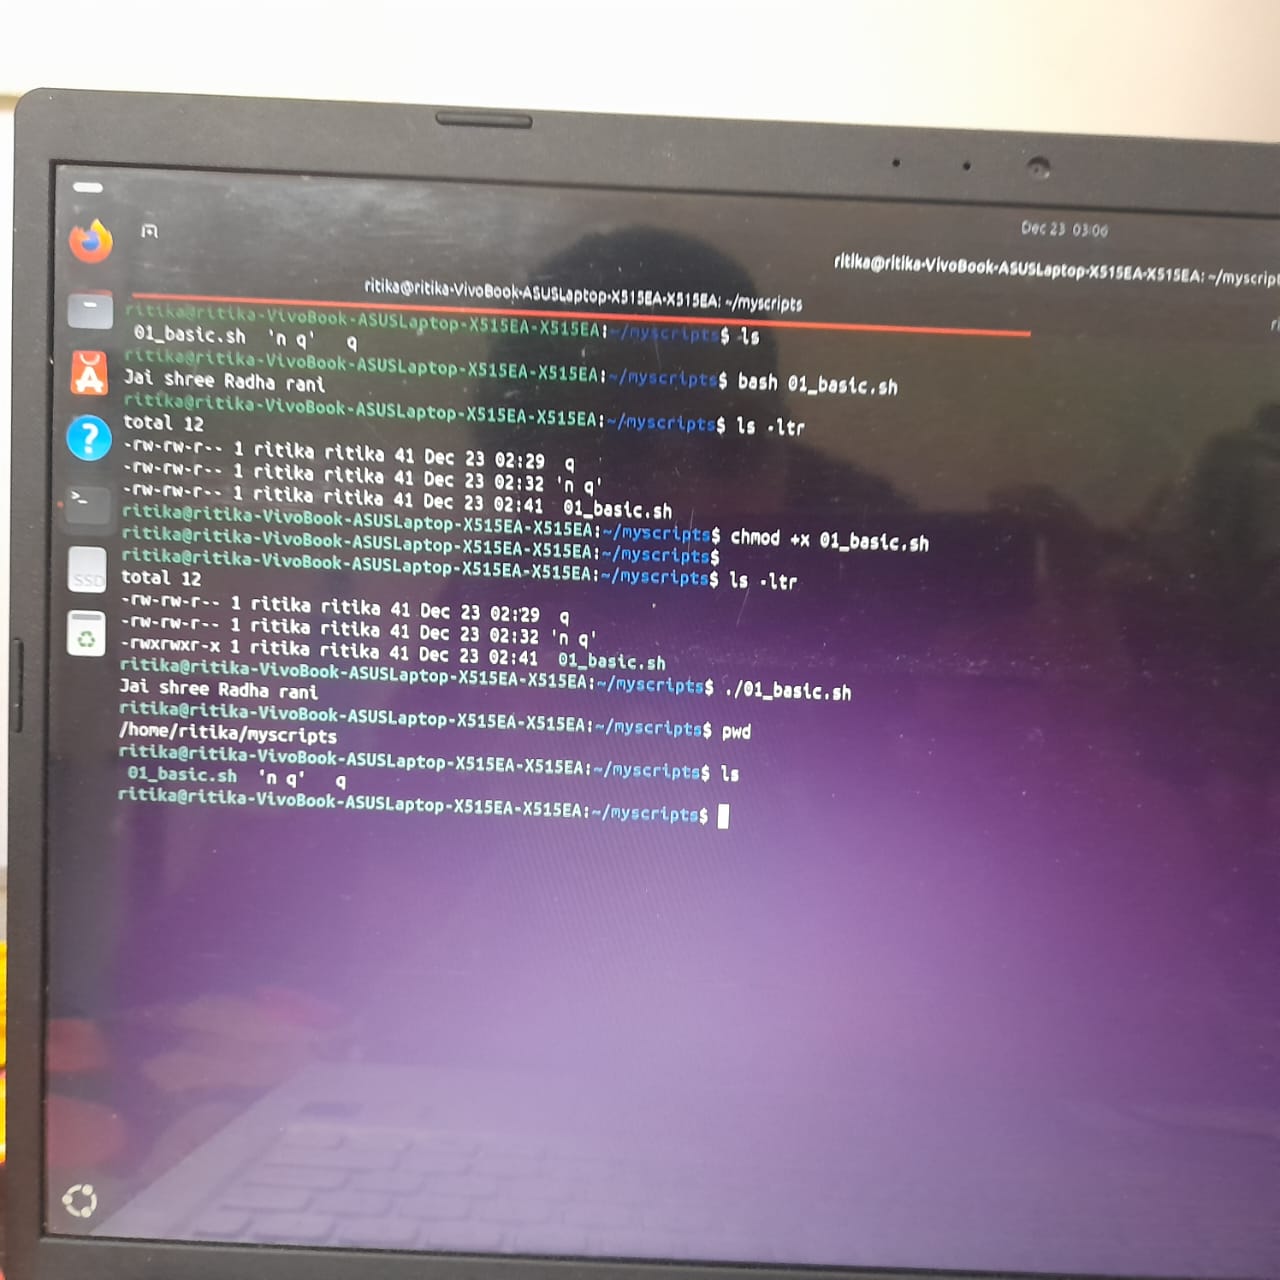 Dec 23 03:06
ritika@ritika-VivoBook-ASUSLaptop-X515EA-X515EA: ~/myscripts
ritika@ritika-VivoBook-ASUSLaptop-X515EA-X515EA: ~/myscripts
ritika@ritika-VivoBook-ASUSLaptop-X515EA-X515EA:~/myscripts$ ls
01_basic.sh 'n q' q
ritika@ritika-VivoBook-ASUSLaptop-X515EA-X515EA:~/myscripts$ bash 01_basic.sh
Jai shree Radha rani
ritika@ritika-VivoBook-ASUSLaptop-X515EA-X515EA:~/myscripts$ ls -ltr
total 12
-rw-rw-r-- 1 ritika ritika 41 Dec 23 02:29 q
-rw-rw-r-- 1 ritika ritika 41 Dec 23 02:32 'n q'
-rw-rw-r-- 1 ritika ritika 41 Dec 23 02:41 01_basic.sh
ritika@ritika-VivoBook-ASUSLaptop-X515EA-X515EA:~/myscripts$ chmod +x 01_basic.sh
ritika@ritika-VivoBook-ASUSLaptop-X515EA-X515EA:~/myscripts$
ritika@ritika-VivoBook-ASUSLaptop-X515EA-X515EA:~/myscripts$ ls -ltr
total 12
-rw-rw-r-- 1 ritika ritika 41 Dec 23 02:29 q
-rw-rw-r-- 1 ritika ritika 41 Dec 23 02:32 'n q'
-rwxrwxr-x 1 ritika ritika 41 Dec 23 02:41 01_basic.sh
ritika@ritika-VivoBook-ASUSLaptop-X515EA-X515EA:~/myscripts$ ./01_basic.sh
Jai shree Radha rani
ritika@ritika-VivoBook-ASUSLaptop-X515EA-X515EA:~/myscripts$ pwd
/home/ritika/myscripts
ritika@ritika-VivoBook-ASUSLaptop-X515EA-X515EA:~/myscripts$ ls
01_basic.sh 'n q' q
ritika@ritika-VivoBook-ASUSLaptop-X515EA-X515EA:~/myscripts$
SSD